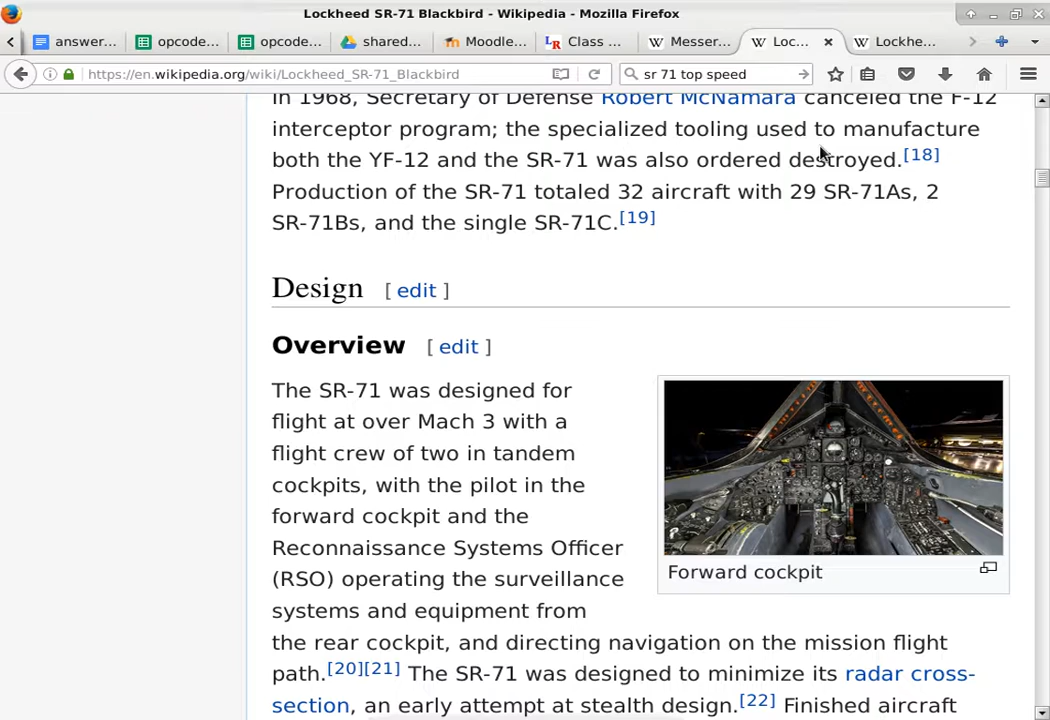 Lockheed SR-71 Blackbird - Wikipedia - Mozilla Firefox
answer... opcode... opcode... shared... Moodle... LR Class ... W Messer... W Loc... W Lockhe...
https://en.wikipedia.org/wiki/Lockheed_SR-71_Blackbird sr 71 top speed
In 1968, Secretary of Defense Robert McNamara canceled the F-12
interceptor program; the specialized tooling used to manufacture
both the YF-12 and the SR-71 was also ordered destroyed.[18]
Production of the SR-71 totaled 32 aircraft with 29 SR-71As, 2
SR-71Bs, and the single SR-71C.[19]
Design [ edit ]
Overview [ edit ]
The SR-71 was designed for
flight at over Mach 3 with a
flight crew of two in tandem
cockpits, with the pilot in the
forward cockpit and the
Reconnaissance Systems Officer
(RSO) operating the surveillance
systems and equipment from
Forward cockpit
the rear cockpit, and directing navigation on the mission flight
path.[20][21] The SR-71 was designed to minimize its radar cross-
section, an early attempt at stealth design.[22] Finished aircraft